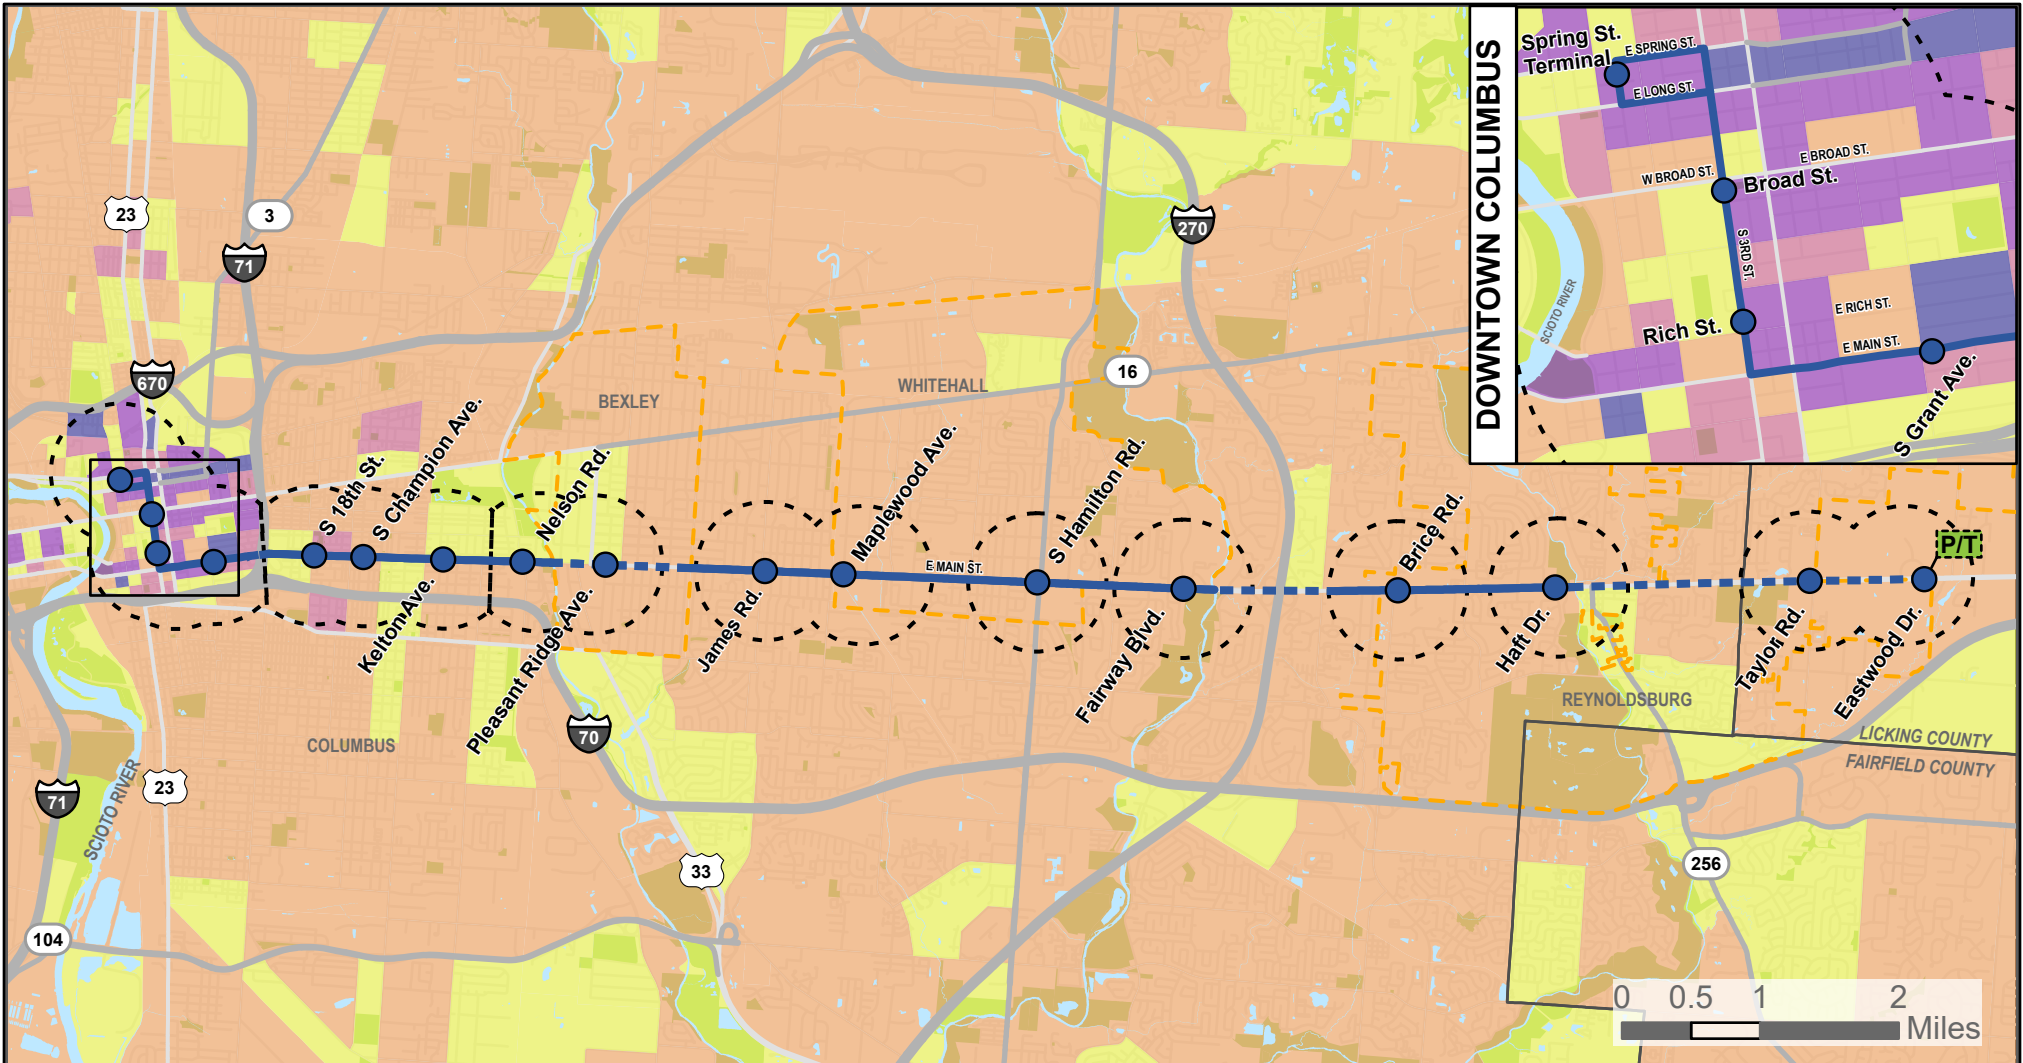 23
3
71
670
270
16
BEXLEY
WHITEHALL
S 18th St.
S Champion Ave.
Nelson Rd.
Maplewood Ave.
S Hamilton Rd.
Brice Rd.
E MAIN ST.
P/T
Kelton Ave.
Pleasant Ridge Ave.
James Rd.
Fairway Blvd.
Haft Dr.
Taylor Rd.
Eastwood Dr.
REYNOLDSBURG
COLUMBUS
LICKING COUNTY
FAIRFIELD COUNTY
70
71
23
SCIOTO RIVER
33
256
104
0 0.5 1 2
Miles
DOWNTOWN COLUMBUS
Spring St.
Terminal
E SPRING ST.
E LONG ST.
W BROAD ST.
E BROAD ST.
Broad St.
S 3RD ST.
SCIOTO RIVER
Rich St.
E RICH ST.
E MAIN ST.
S Grant Ave.